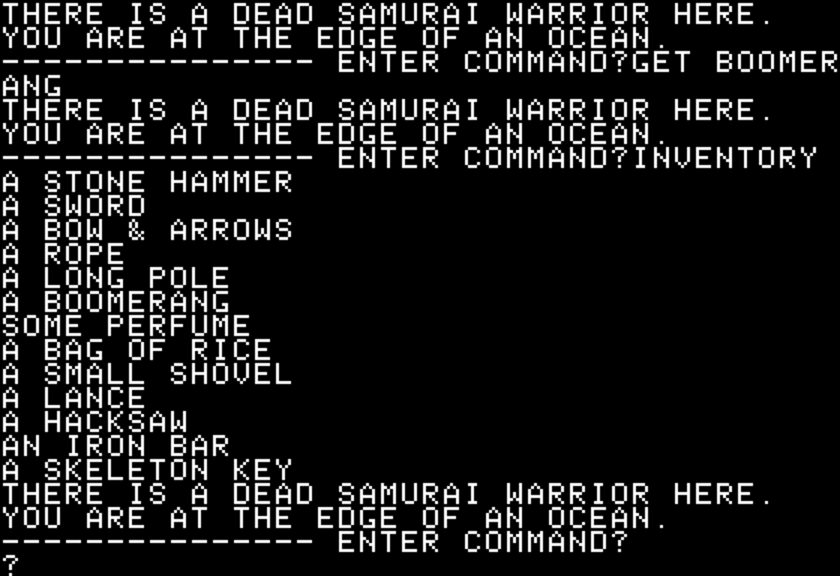 THERE IS A DEAD SAMURAI WARRIOR HERE.
YOU ARE AT THE EDGE OF AN OCEAN.
--------------- ENTER COMMAND?GET BOOMER
ANG
THERE IS A DEAD SAMURAI WARRIOR HERE.
YOU ARE AT THE EDGE OF AN OCEAN.
--------------- ENTER COMMAND?INVENTORY
A STONE HAMMER
A SWORD
A BOW & ARROWS
A ROPE
A LONG POLE
A BOOMERANG
SOME PERFUME
A BAG OF RICE
A SMALL SHOVEL
A LANCE
A HACKSAW
AN IRON BAR
A SKELETON KEY
THERE IS A DEAD SAMURAI WARRIOR HERE.
YOU ARE AT THE EDGE OF AN OCEAN.
--------------- ENTER COMMAND?
?